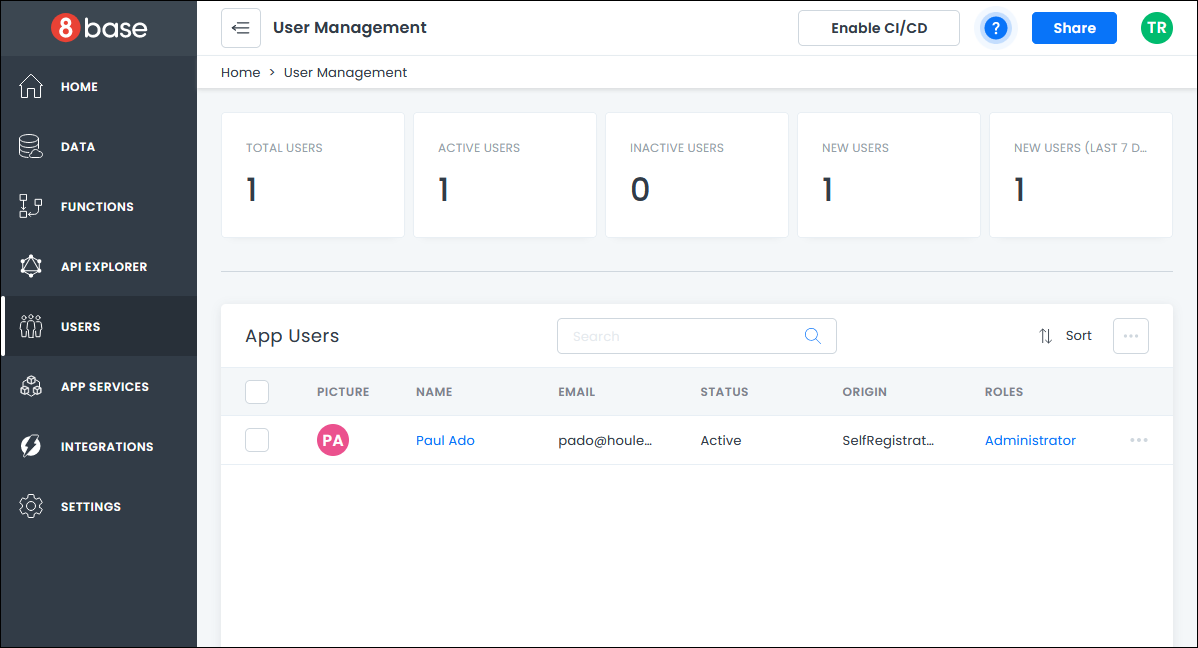 8 base
User Management
Enable CI/CD
?
Share
TR
Home > User Management
HOME
DATA
FUNCTIONS
API EXPLORER
USERS
APP SERVICES
INTEGRATIONS
SETTINGS
TOTAL USERS
1
ACTIVE USERS
1
INACTIVE USERS
0
NEW USERS
1
NEW USERS (LAST 7 D...
1
App Users
Search
Sort
PICTURE NAME EMAIL STATUS ORIGIN ROLES
PA Paul Ado pado@houle... Active SelfRegistrat... Administrator